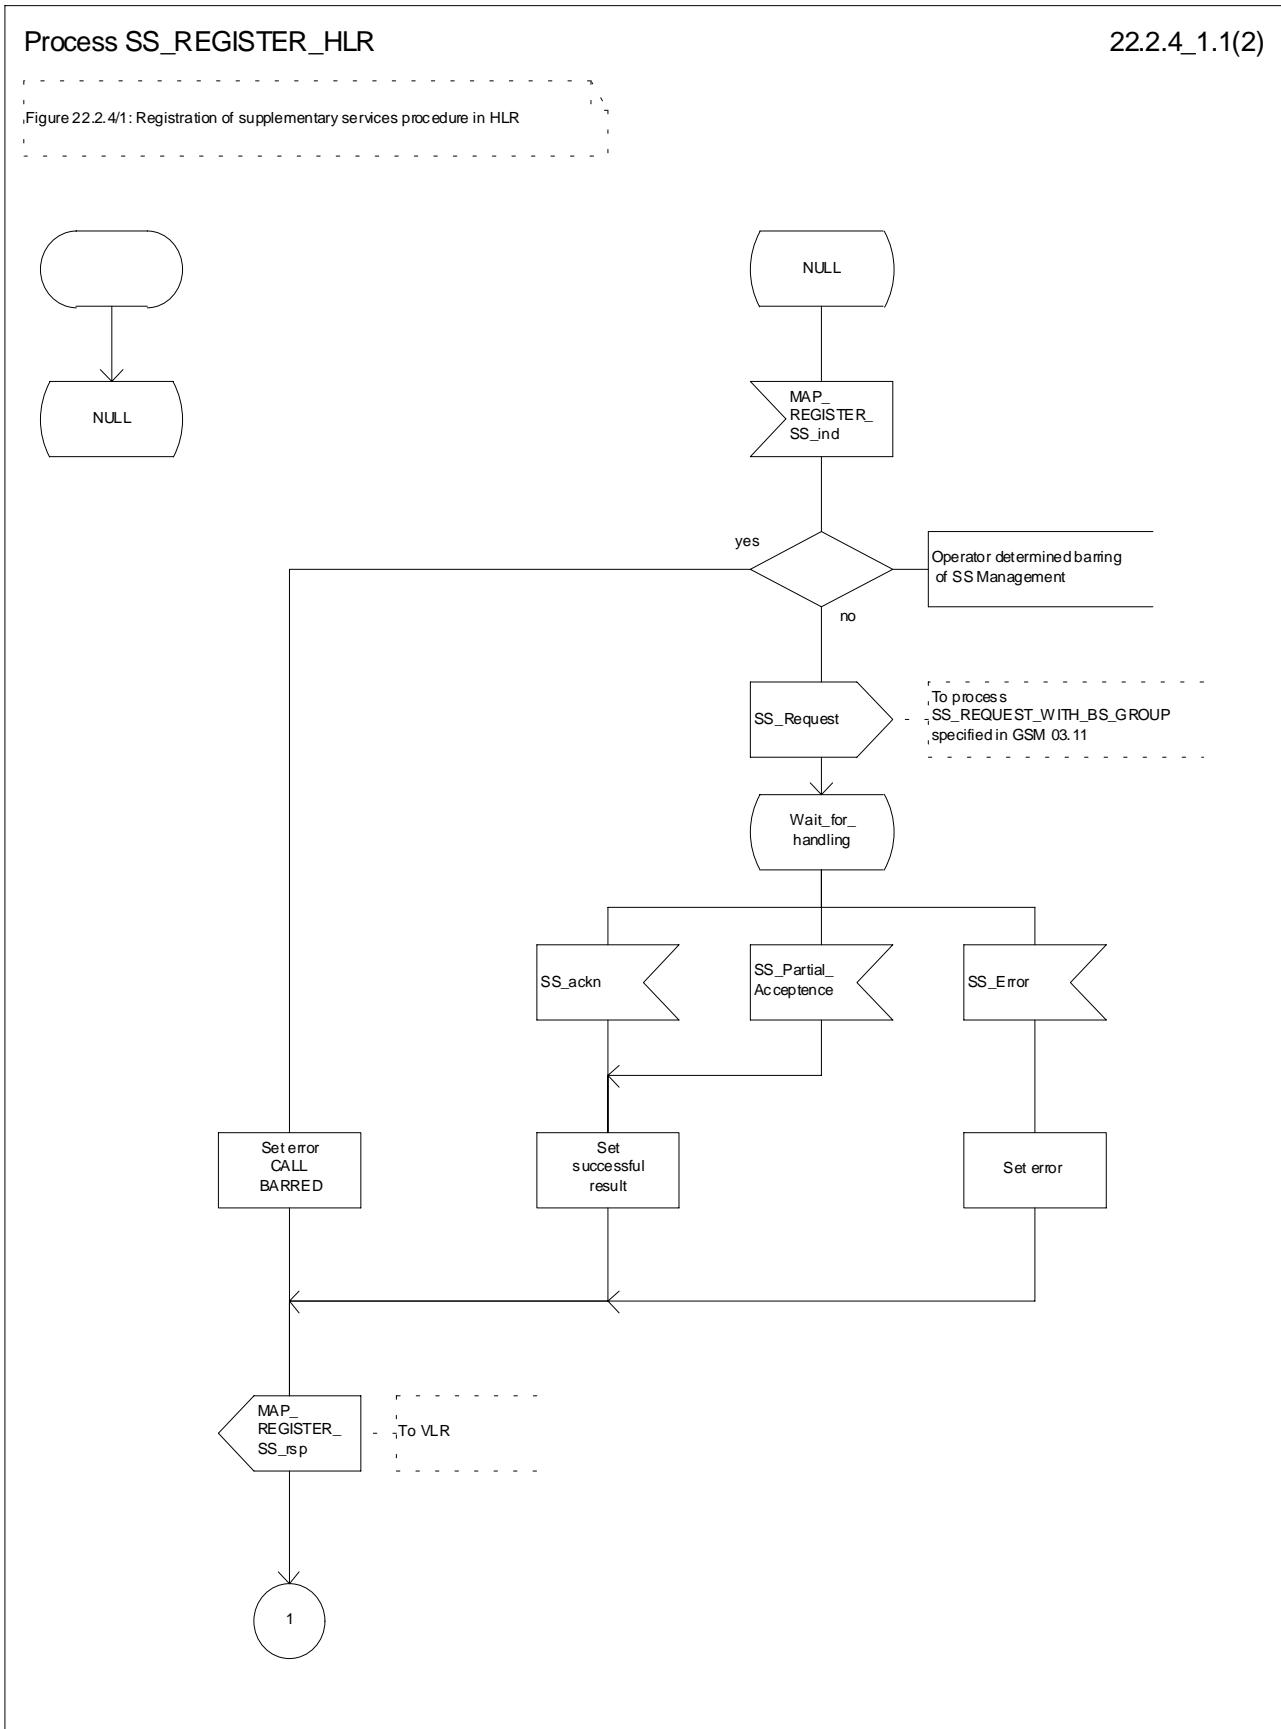 Process SS_REGISTER_HLR
22.2.4_1.1(2)
Figure 22.2.4/1: Registration of supplementary services procedure in HLR
NULL
NULL
MAP_
REGISTER_
SS_ind
yes
Operator determined barring
of SS Management
no
SS_Request
To process
SS_REQUEST_WITH_BS_GROUP
specified in GSM 03.11
Wait_for_
handling
SS_ackn
SS_Partial_
Acceptence
SS_Error
Set error
CALL
BARRED
Set
successful
result
Set error
MAP_
REGISTER_
SS_rsp
To VLR
1